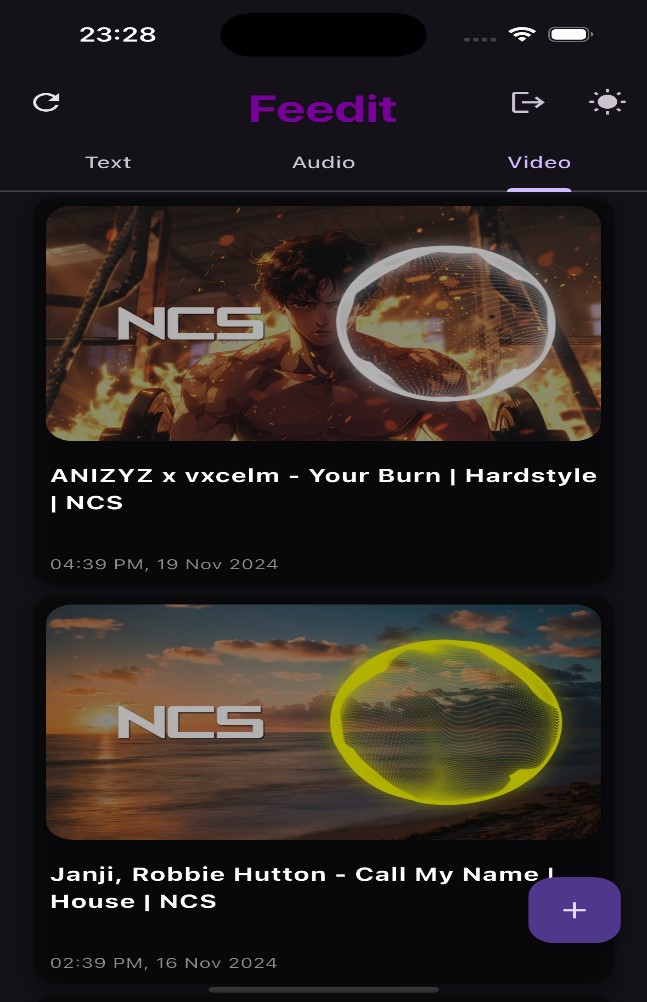 23:28
Feedit
Text
Audio
Video
NCS
ANIZYZ x vxcelm - Your Burn | Hardstyle
| NCS
04:39 PM, 19 Nov 2024
NCS
Janji, Robbie Hutton - Call My Name |
House | NCS
02:39 PM, 16 Nov 2024